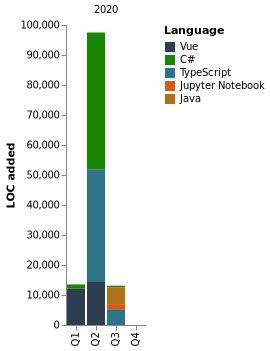 2020
100,000
90,000
80,000
70,000
60,000
50,000
40,000
30,000
20,000
10,000
0
LOC added
Q1
Q2
Q3
Q4
Language
Vue
C#
TypeScript
Jupyter Notebook
Java